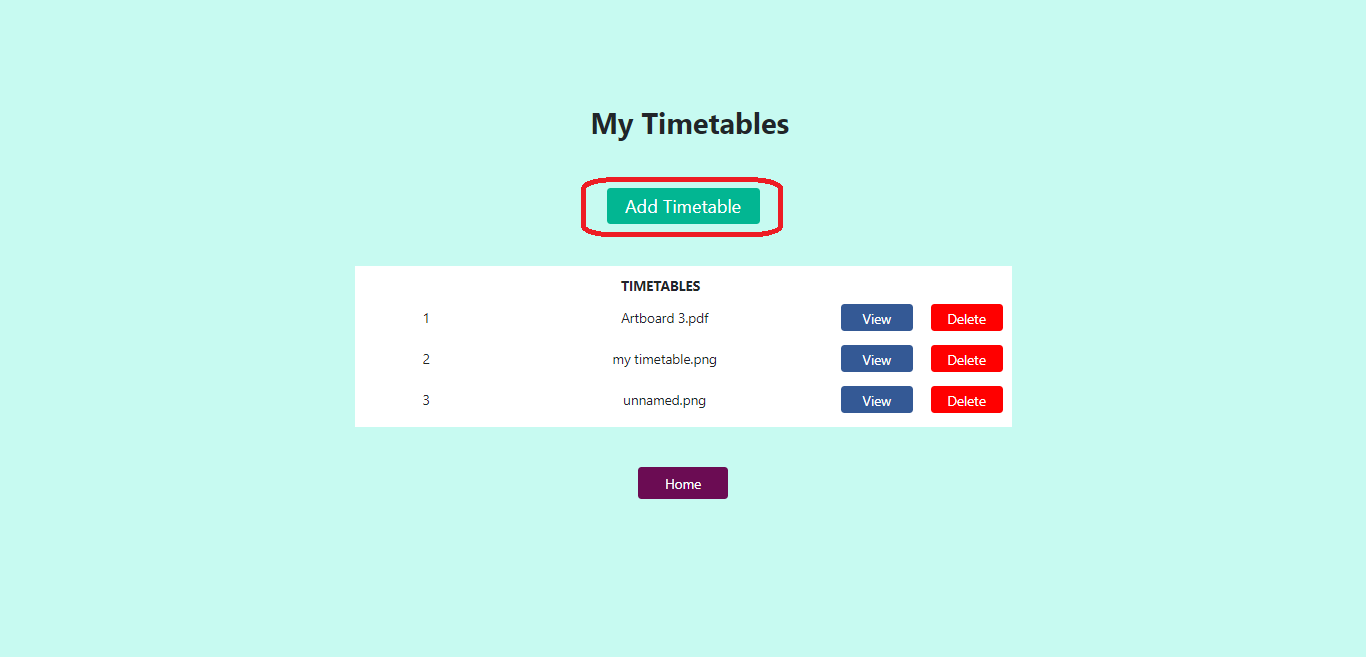 My Timetables
Add Timetable
TIMETABLES
1 Artboard 3.pdf View Delete
2 my timetable.png View Delete
3 unnamed.png View Delete
Home